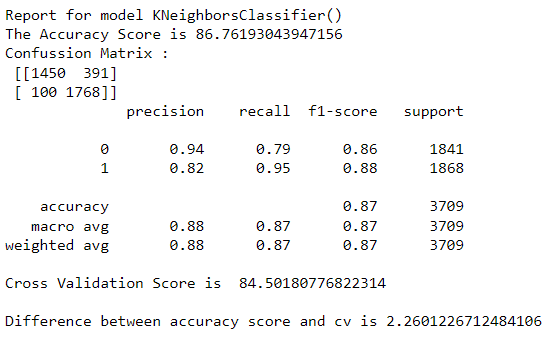 Report for model KNeighborsClassifier()
The Accuracy Score is 86.76193043947156
Confussion Matrix :
[[1450  391]
[ 100 1768]]
precision    recall  f1-score   support
0       0.94      0.79      0.86      1841
1       0.82      0.95      0.88      1868
accuracy                           0.87      3709
macro avg       0.88      0.87      0.87      3709
weighted avg       0.88      0.87      0.87      3709
Cross Validation Score is  84.50180776822314
Difference between accuracy score and cv is 2.2601226712484106